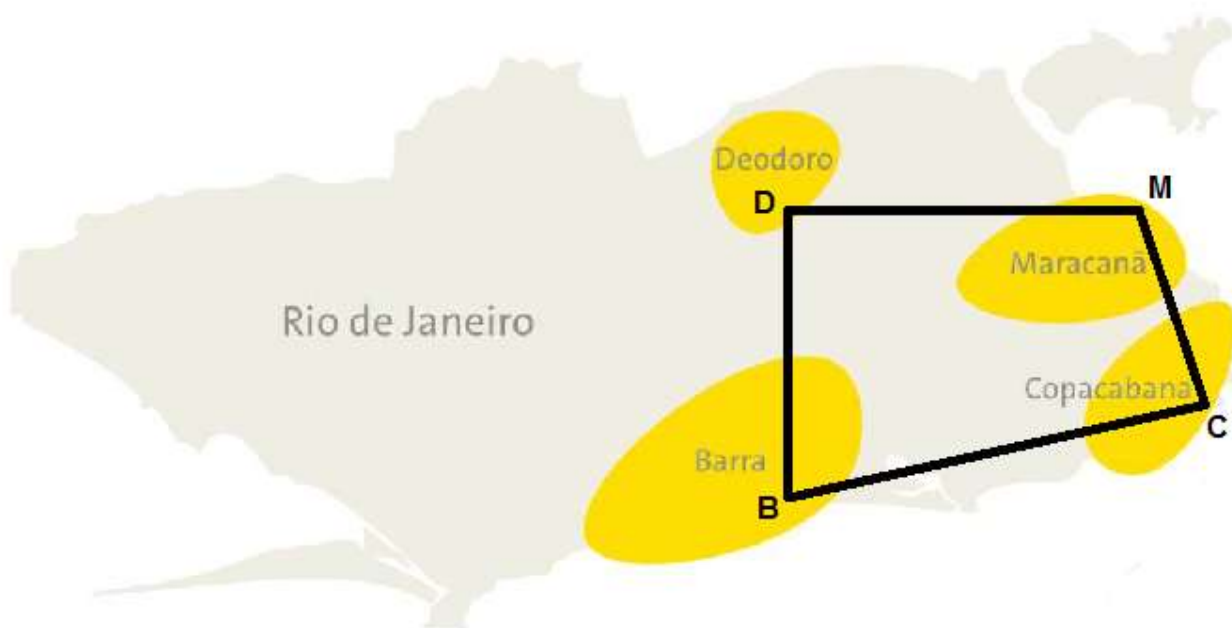 Deodoro
D
M
Maracanã
Rio de Janeiro
Copacabana
C
Barra
B